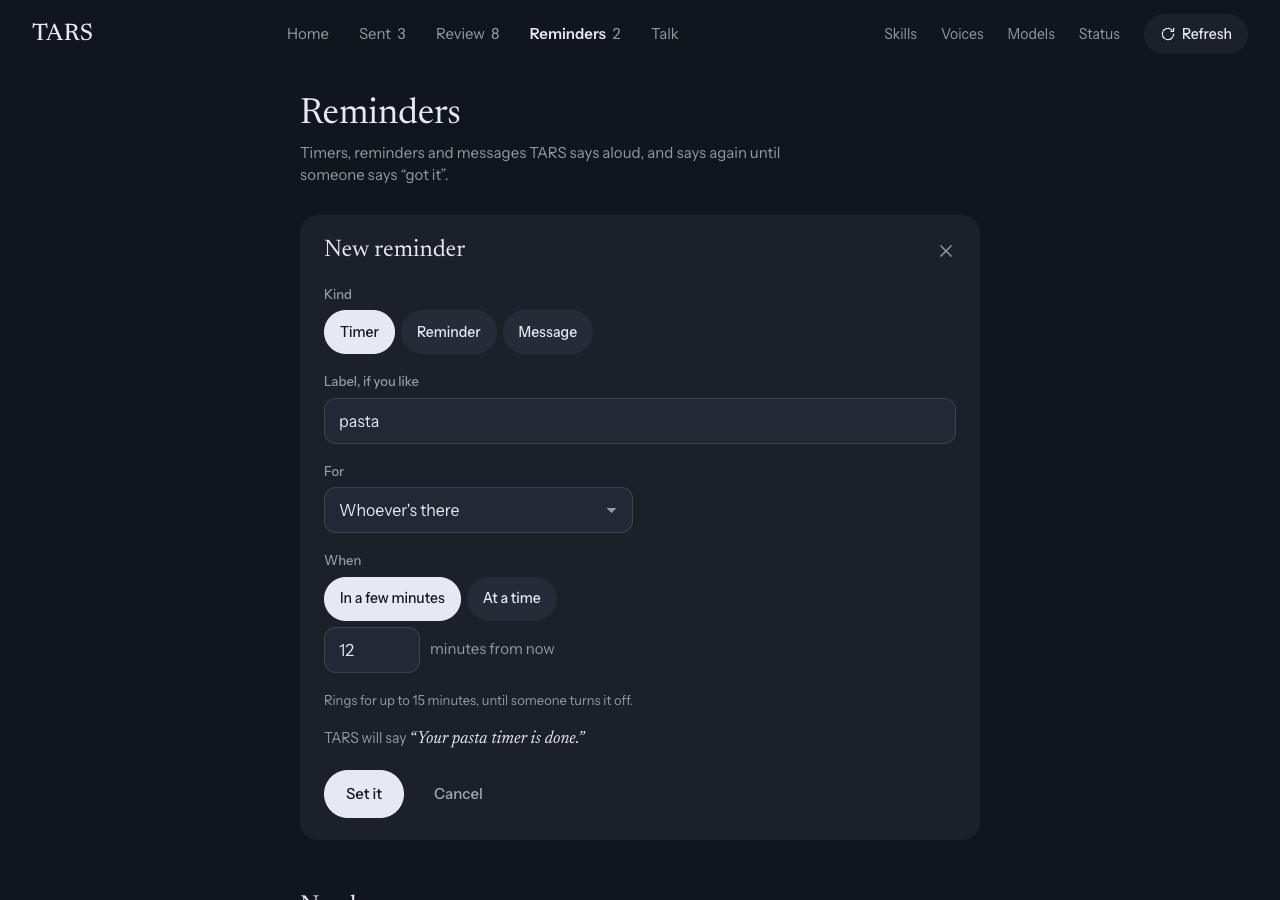 TARS
Home Sent 3 Review 8 Reminders 2 Talk
Skills Voices Models Status Refresh
Reminders
Timers, reminders and messages TARS says aloud, and says again until
someone says “got it”.
New reminder
Kind
Timer Reminder Message
Label, if you like
pasta
For
Whoever's there
When
In a few minutes At a time
12 minutes from now
Rings for up to 15 minutes, until someone turns it off.
TARS will say “Your pasta timer is done.”
Set it Cancel